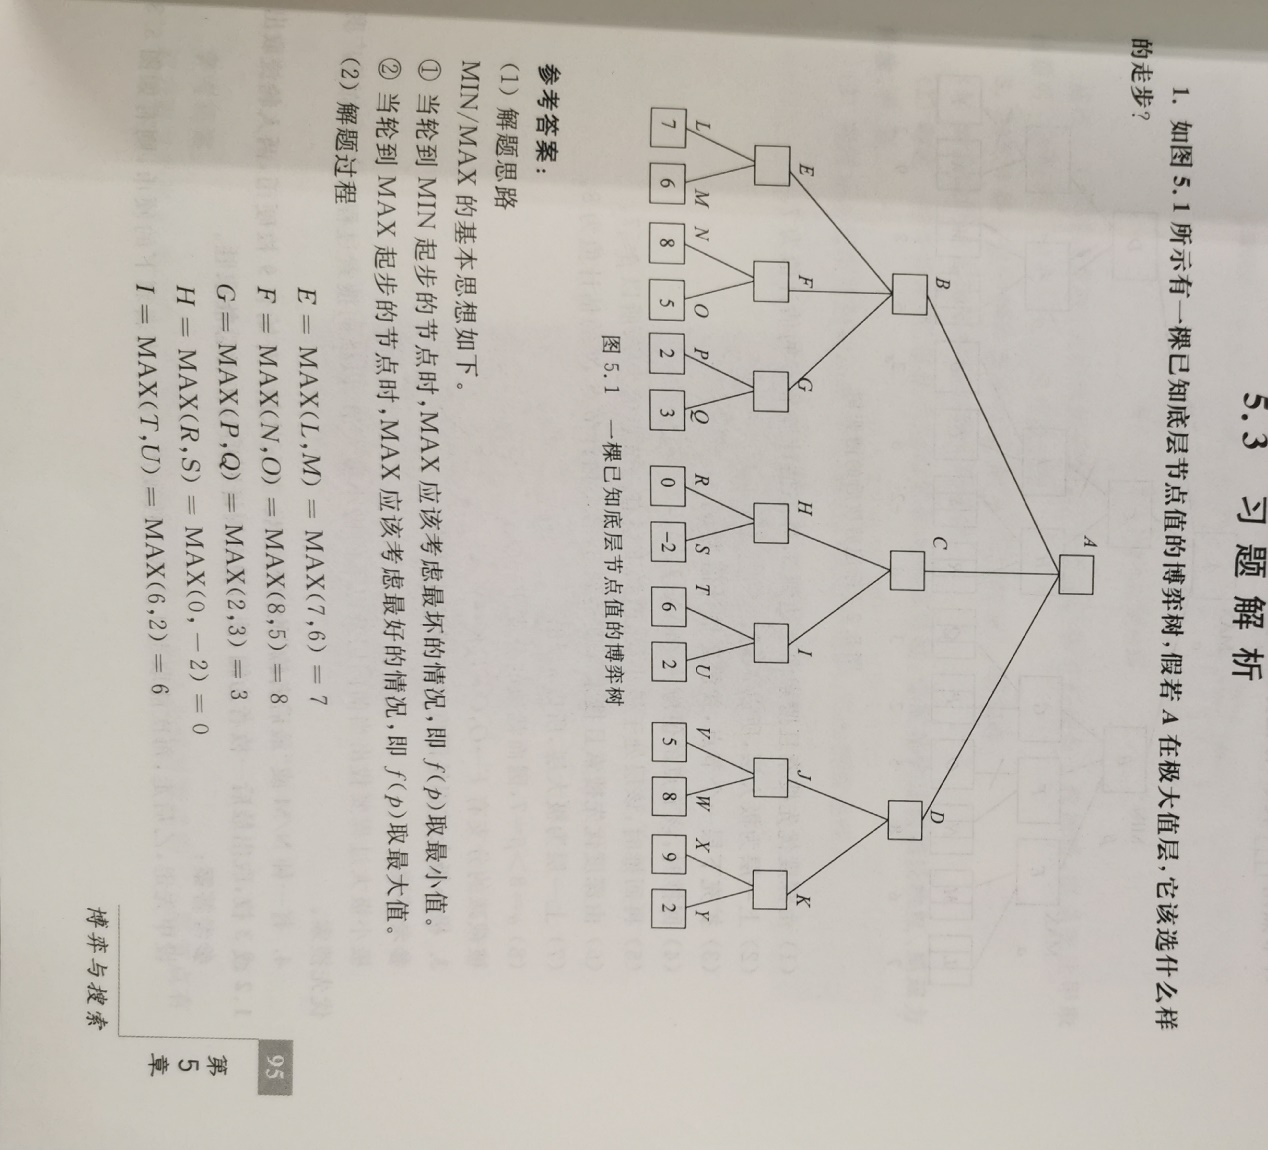 5.3 习题解析
1. 如图 5.1 所示有一棵已知底层节点值的博弈树,假若 A 在极大值层,它该选什么样
的走步?
A
B C D
E F G H I J K
L M N O P Q R S T U V W X Y
7 6 8 5 2 3 0 -2 6 2 5 8 9 2
图 5.1 一棵已知底层节点值的博弈树
参考答案:
(1) 解题思路
MIN/MAX 的基本思想如下。
① 当轮到 MIN 起步的节点时,MAX 应该考虑最坏的情况,即 f(p)取最小值。
② 当轮到 MAX 起步的节点时,MAX 应该考虑最好的情况,即 f(p)取最大值。
(2) 解题过程
E = MAX(L,M) = MAX(7,6) = 7
F = MAX(N,O) = MAX(8,5) = 8
G = MAX(P,Q) = MAX(2,3) = 3
H = MAX(R,S) = MAX(0,-2) = 0
I = MAX(T,U) = MAX(6,2) = 6
95
第5章
博弈与搜索